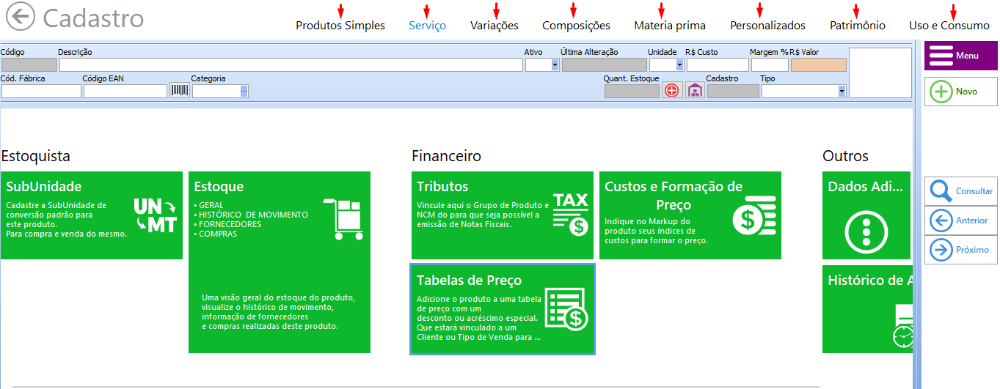 Cadastro
Produtos Simples
Serviço
Variações
Composições
Materia prima
Personalizados
Patrimônio
Uso e Consumo
Código
Descrição
Ativo
Última Alteração
Unidade
R$ Custo
Margem %
R$ Valor
Cód. Fábrica
Código EAN
Categoria
Quant. Estoque
Cadastro
Tipo
Menu
Novo
Consultar
Anterior
Próximo
Estoquista
SubUnidade
Cadastre a SubUnidade de
conversão padrão para
este produto.
Para compra e venda do mesmo.
UN
MT
Estoque
• GERAL
• HISTÓRICO DE MOVIMENTO
• FORNECEDORES
• COMPRAS
Uma visão geral do estoque do produto,
visualize o histórico de movimento,
informação de fornecedores
e compras realizadas deste produto.
Financeiro
Tributos
Vincule aqui o Grupo de Produto e
NCM do para que seja possível a
emissão de Notas Fiscais.
TAX
$
Custos e Formação de
Preço
Indique no Markup do
produto seus índices de
custos para formar o preço.
$
Tabelas de Preço
Adicione o produto a uma tabela
de preço com um
desconto ou acréscimo especial.
Que estará vinculado a um
Cliente ou Tipo de Venda para ...
$
Outros
Dados Adi...
Histórico de A